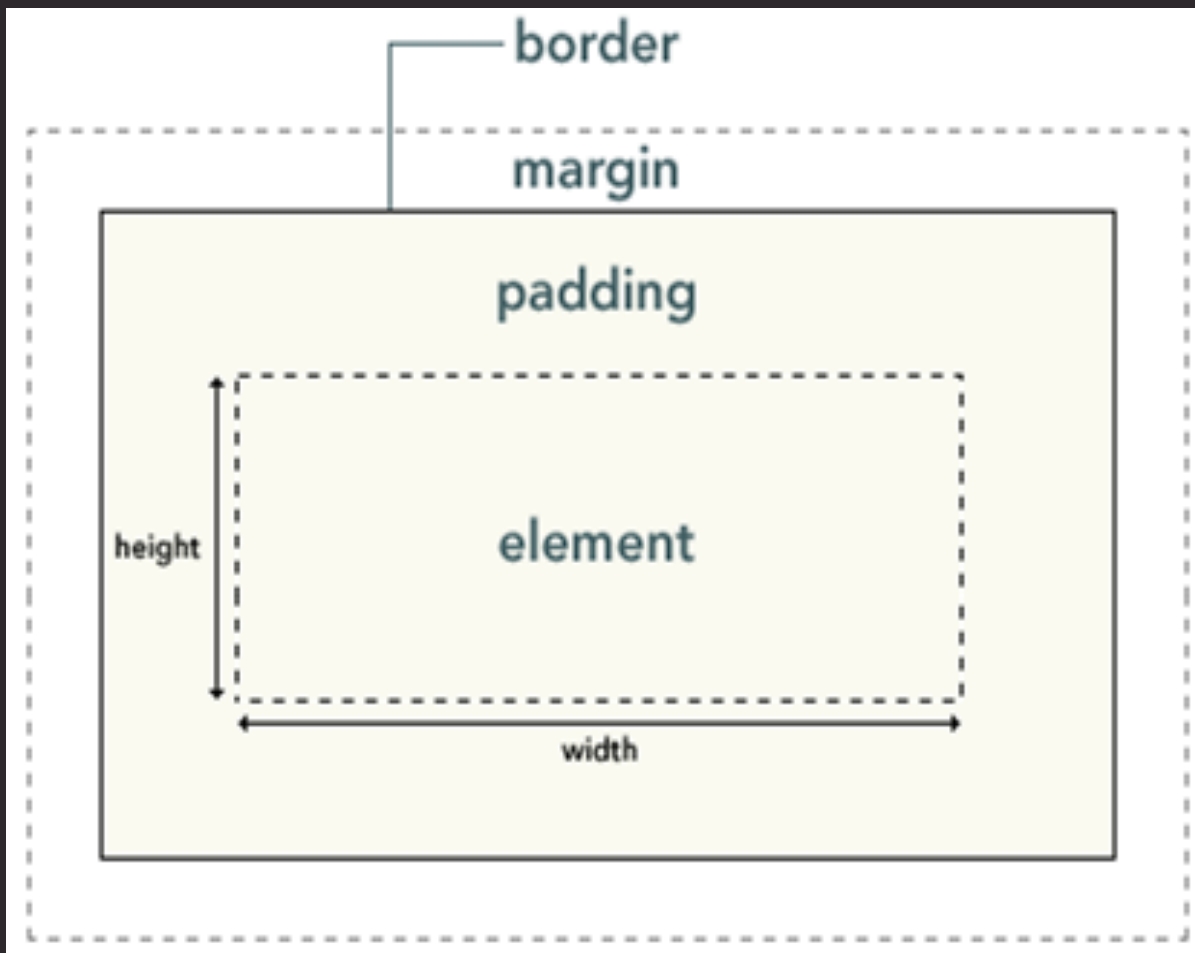 border
margin
padding
element
height
width